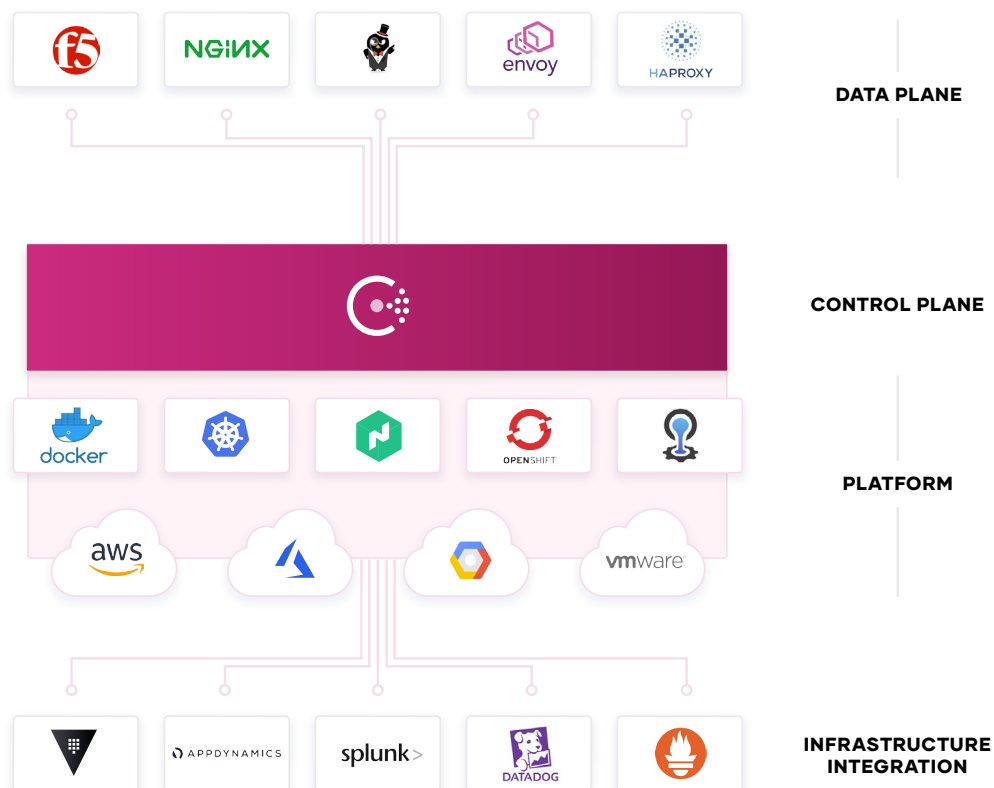 f5
NGINX
envoy
HAPROXY
DATA PLANE
CONTROL PLANE
docker
OPENSHIFT
PLATFORM
aws
vmware
APPDYNAMICS
splunk>
DATADOG
INFRASTRUCTURE
INTEGRATION